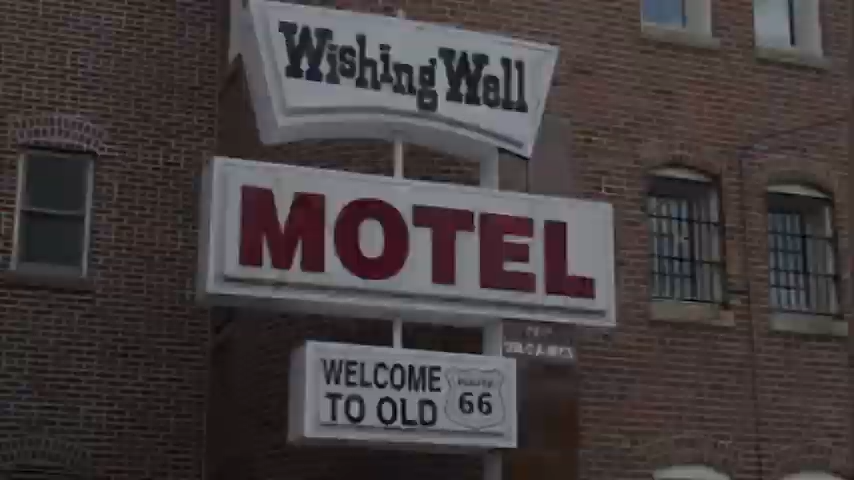 Wishing Well
MOTEL
WELCOME
TO OLD
ROUTE
66